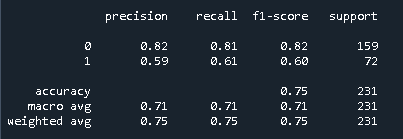 precision recall f1-score support
0 0.82 0.81 0.82 159
1 0.59 0.61 0.60 72
accuracy 0.75 231
macro avg 0.71 0.71 0.71 231
weighted avg 0.75 0.75 0.75 231